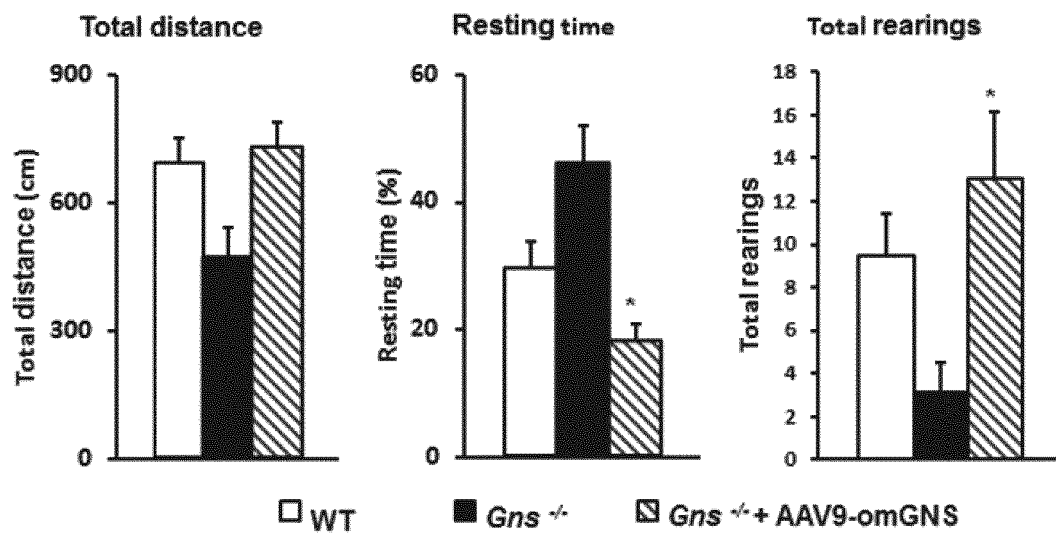 Total distance
Resting time
Total rearings
Total distance (cm)
900
600
300
0
Resting time (%)
60
40
20
0
*
Total rearings
18
16
14
12
10
8
6
4
2
0
*
WT
Gns -/-
Gns -/- + AAV9-omGNS